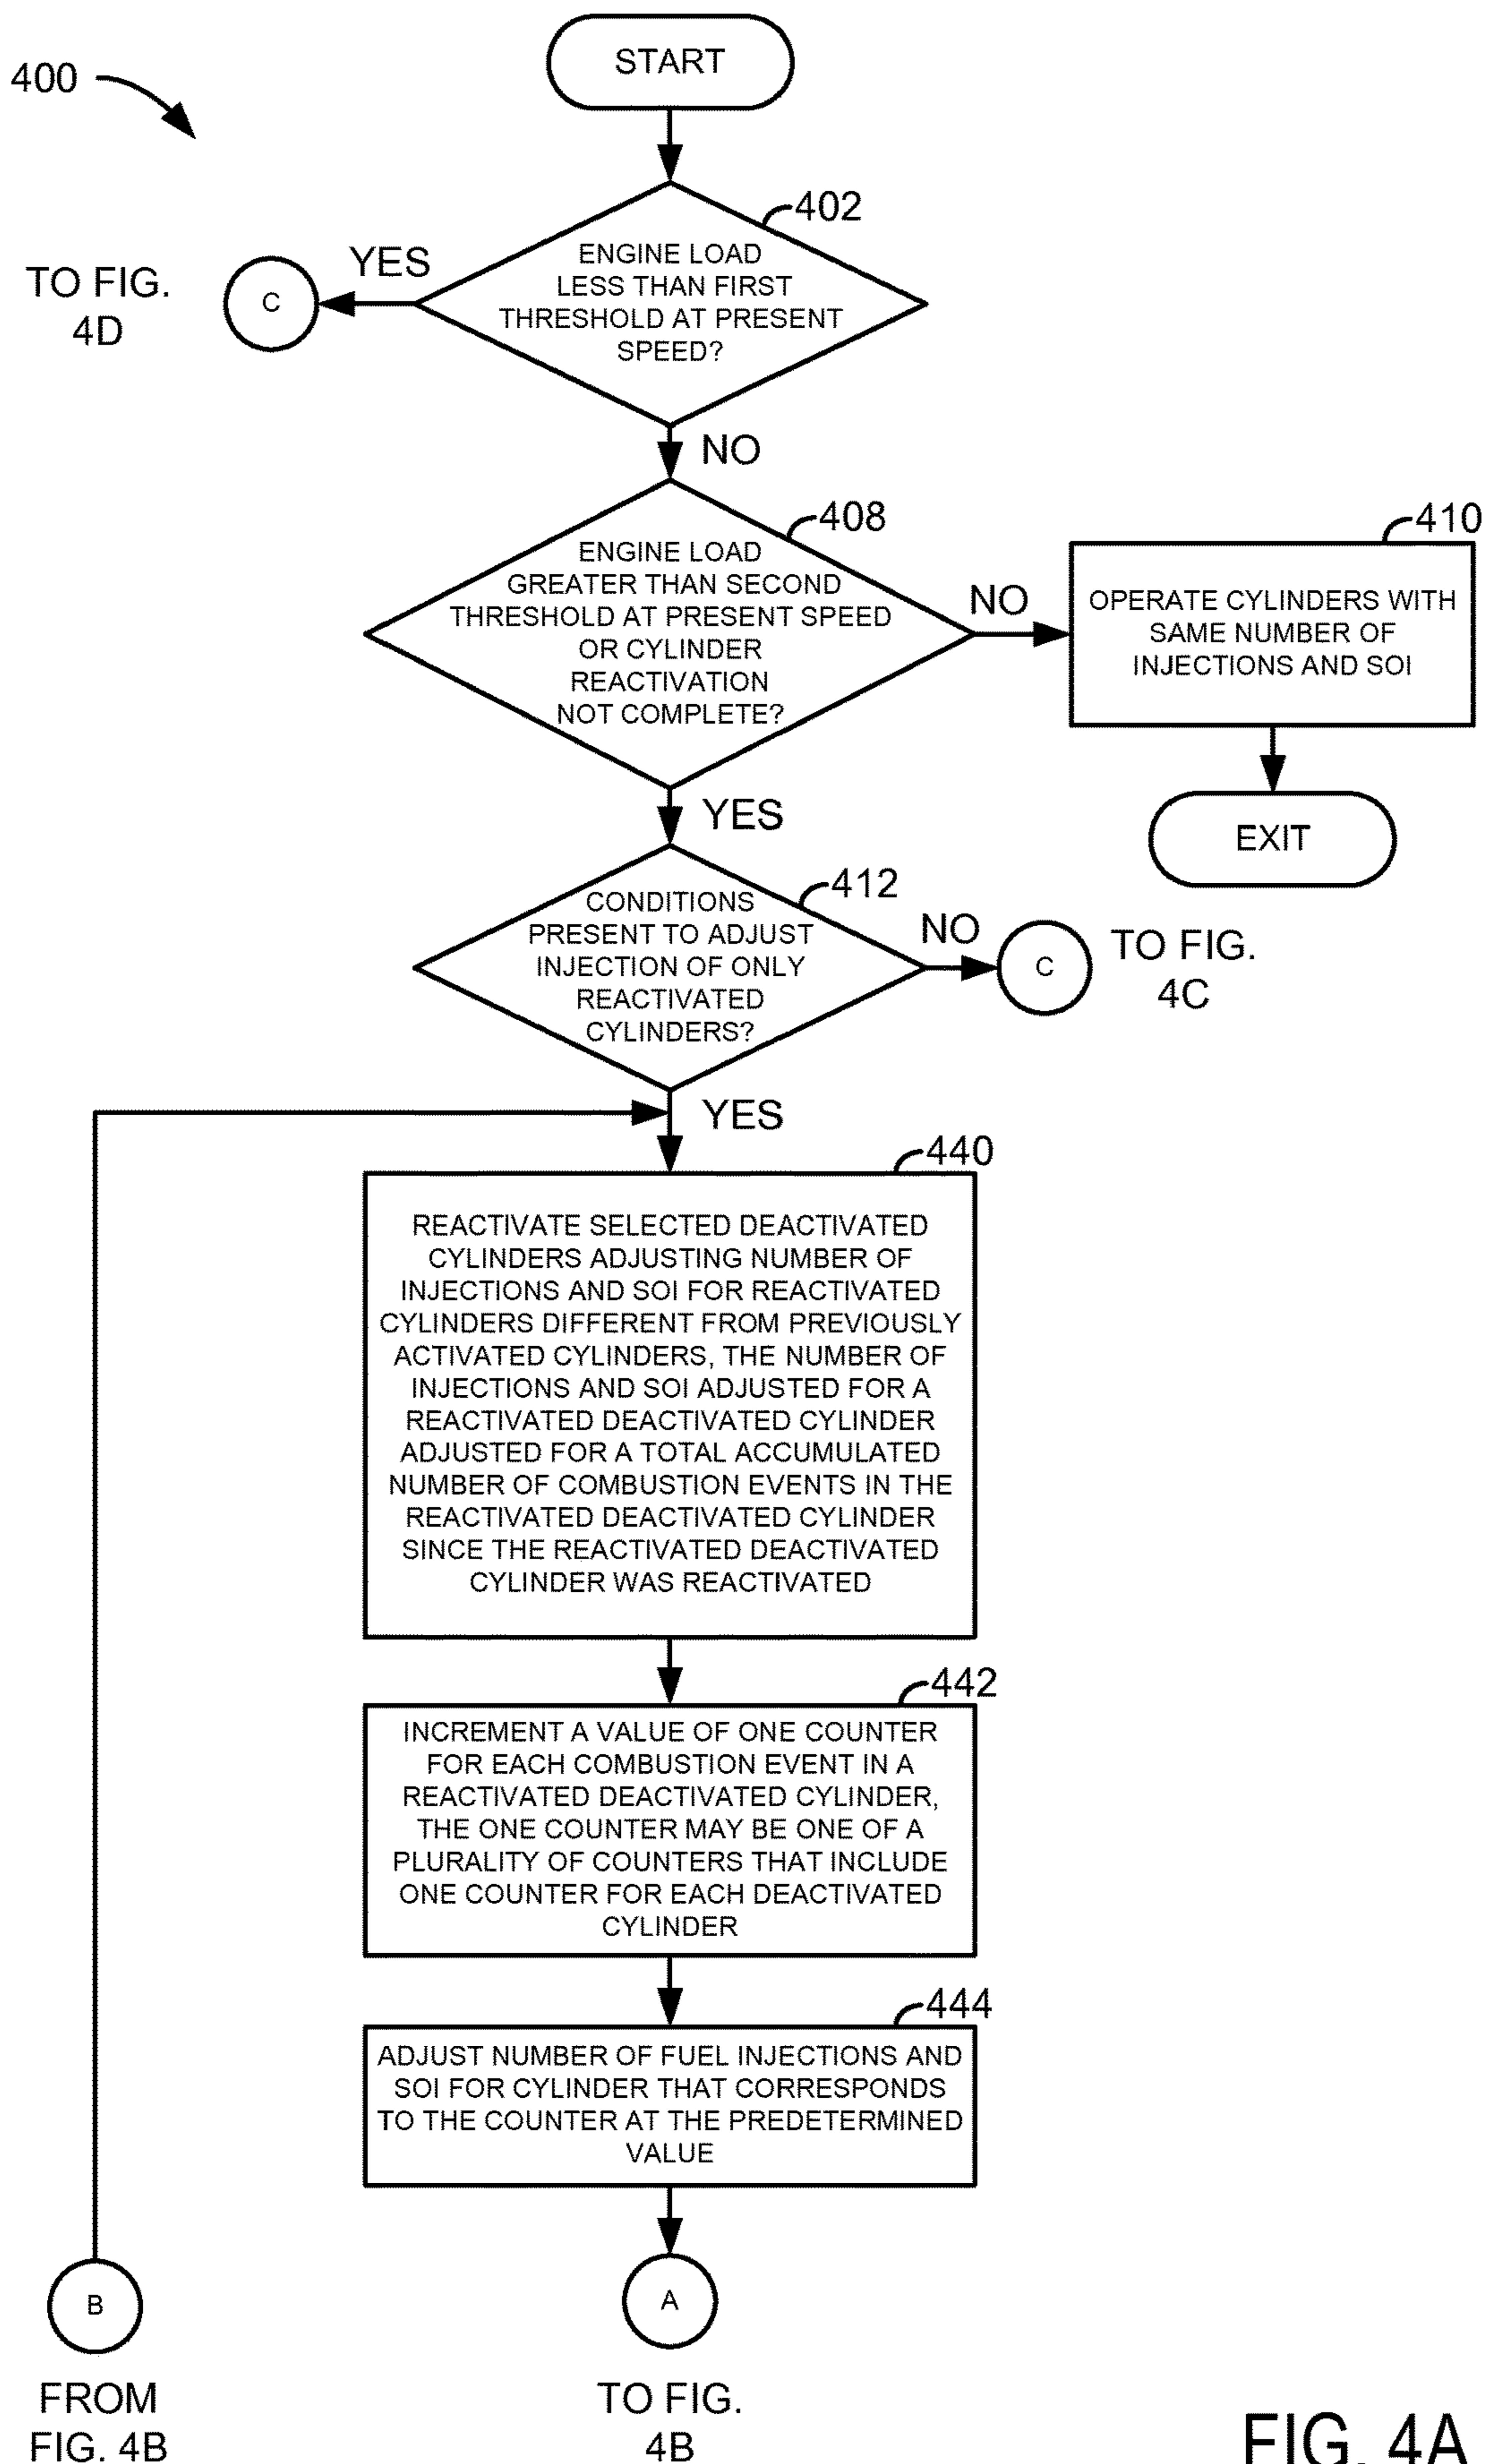 START
400
402
ENGINE LOAD
LESS THAN FIRST
THRESHOLD AT PRESENT
SPEED?
YES
C
TO FIG.
4D
NO
408
ENGINE LOAD
GREATER THAN SECOND
THRESHOLD AT PRESENT SPEED
OR CYLINDER
REACTIVATION
NOT COMPLETE?
NO
410
OPERATE CYLINDERS WITH
SAME NUMBER OF
INJECTIONS AND SOI
EXIT
YES
412
CONDITIONS
PRESENT TO ADJUST
INJECTION OF ONLY
REACTIVATED
CYLINDERS?
NO
C
TO FIG.
4C
YES
440
REACTIVATE SELECTED DEACTIVATED
CYLINDERS ADJUSTING NUMBER OF
INJECTIONS AND SOI FOR REACTIVATED
CYLINDERS DIFFERENT FROM PREVIOUSLY
ACTIVATED CYLINDERS, THE NUMBER OF
INJECTIONS AND SOI ADJUSTED FOR A
REACTIVATED DEACTIVATED CYLINDER
ADJUSTED FOR A TOTAL ACCUMULATED
NUMBER OF COMBUSTION EVENTS IN THE
REACTIVATED DEACTIVATED CYLINDER
SINCE THE REACTIVATED DEACTIVATED
CYLINDER WAS REACTIVATED
442
INCREMENT A VALUE OF ONE COUNTER
FOR EACH COMBUSTION EVENT IN A
REACTIVATED DEACTIVATED CYLINDER,
THE ONE COUNTER MAY BE ONE OF A
PLURALITY OF COUNTERS THAT INCLUDE
ONE COUNTER FOR EACH DEACTIVATED
CYLINDER
444
ADJUST NUMBER OF FUEL INJECTIONS AND
SOI FOR CYLINDER THAT CORRESPONDS
TO THE COUNTER AT THE PREDETERMINED
VALUE
B
FROM
FIG. 4B
A
TO FIG.
4B
FIG. 4A